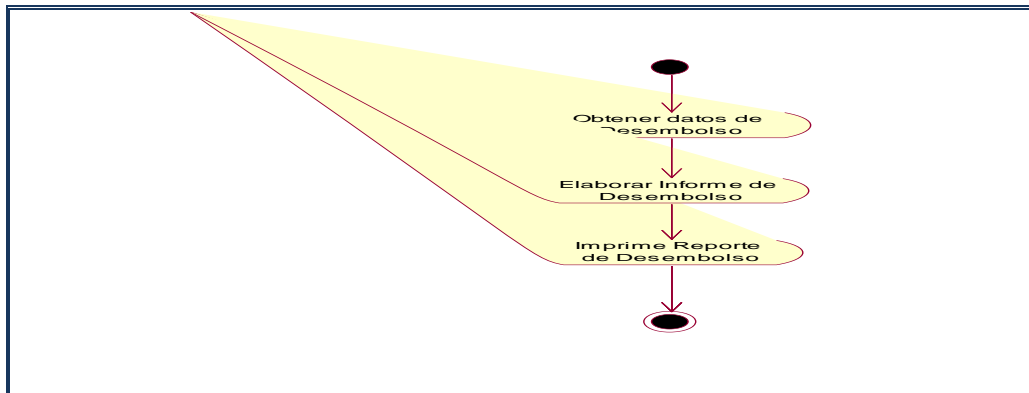 Obtener datos de
Desembolso
Elaborar Informe de
Desembolso
Imprime Reporte
de Desembolso